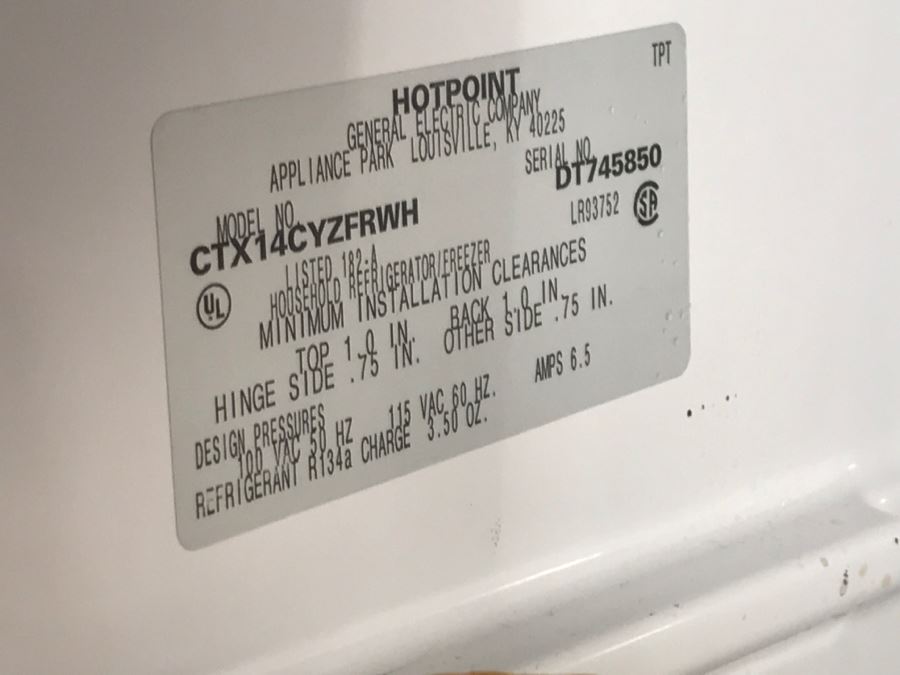 TPT
HOTPOINT
GENERAL ELECTRIC COMPANY
APPLIANCE PARK LOUISVILLE, KY 40225
MODEL NO. SERIAL NO.
CTX14CYZFRWH DT745850
LISTED 182-A LR93752 SA
UL HOUSEHOLD REFRIGERATOR/FREEZER
MINIMUM INSTALLATION CLEARANCES
TOP 1.0 IN. BACK 1.0 IN.
HINGE SIDE .75 IN. OTHER SIDE .75 IN.
DESIGN PRESSURES
100 VAC 50 HZ 115 VAC 60 HZ. AMPS 6.5
REFRIGERANT R134a CHARGE 3.50 OZ.